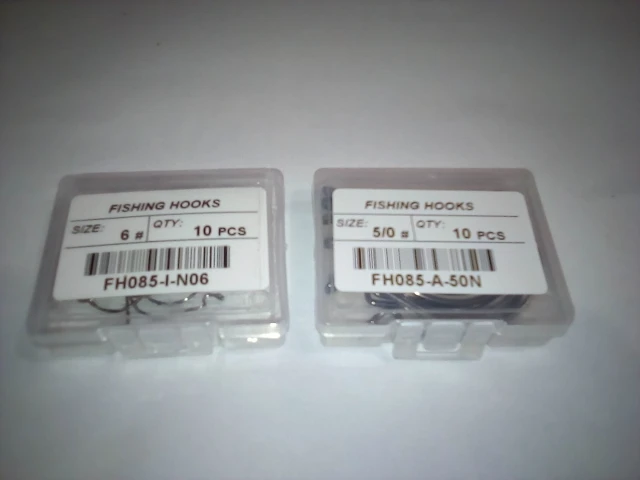 FISHING HOOKS
SIZE: 6 # QTY: 10 PCS
FH085-I-N06
FISHING HOOKS
SIZE: 5/0 # QTY: 10 PCS
FH085-A-50N